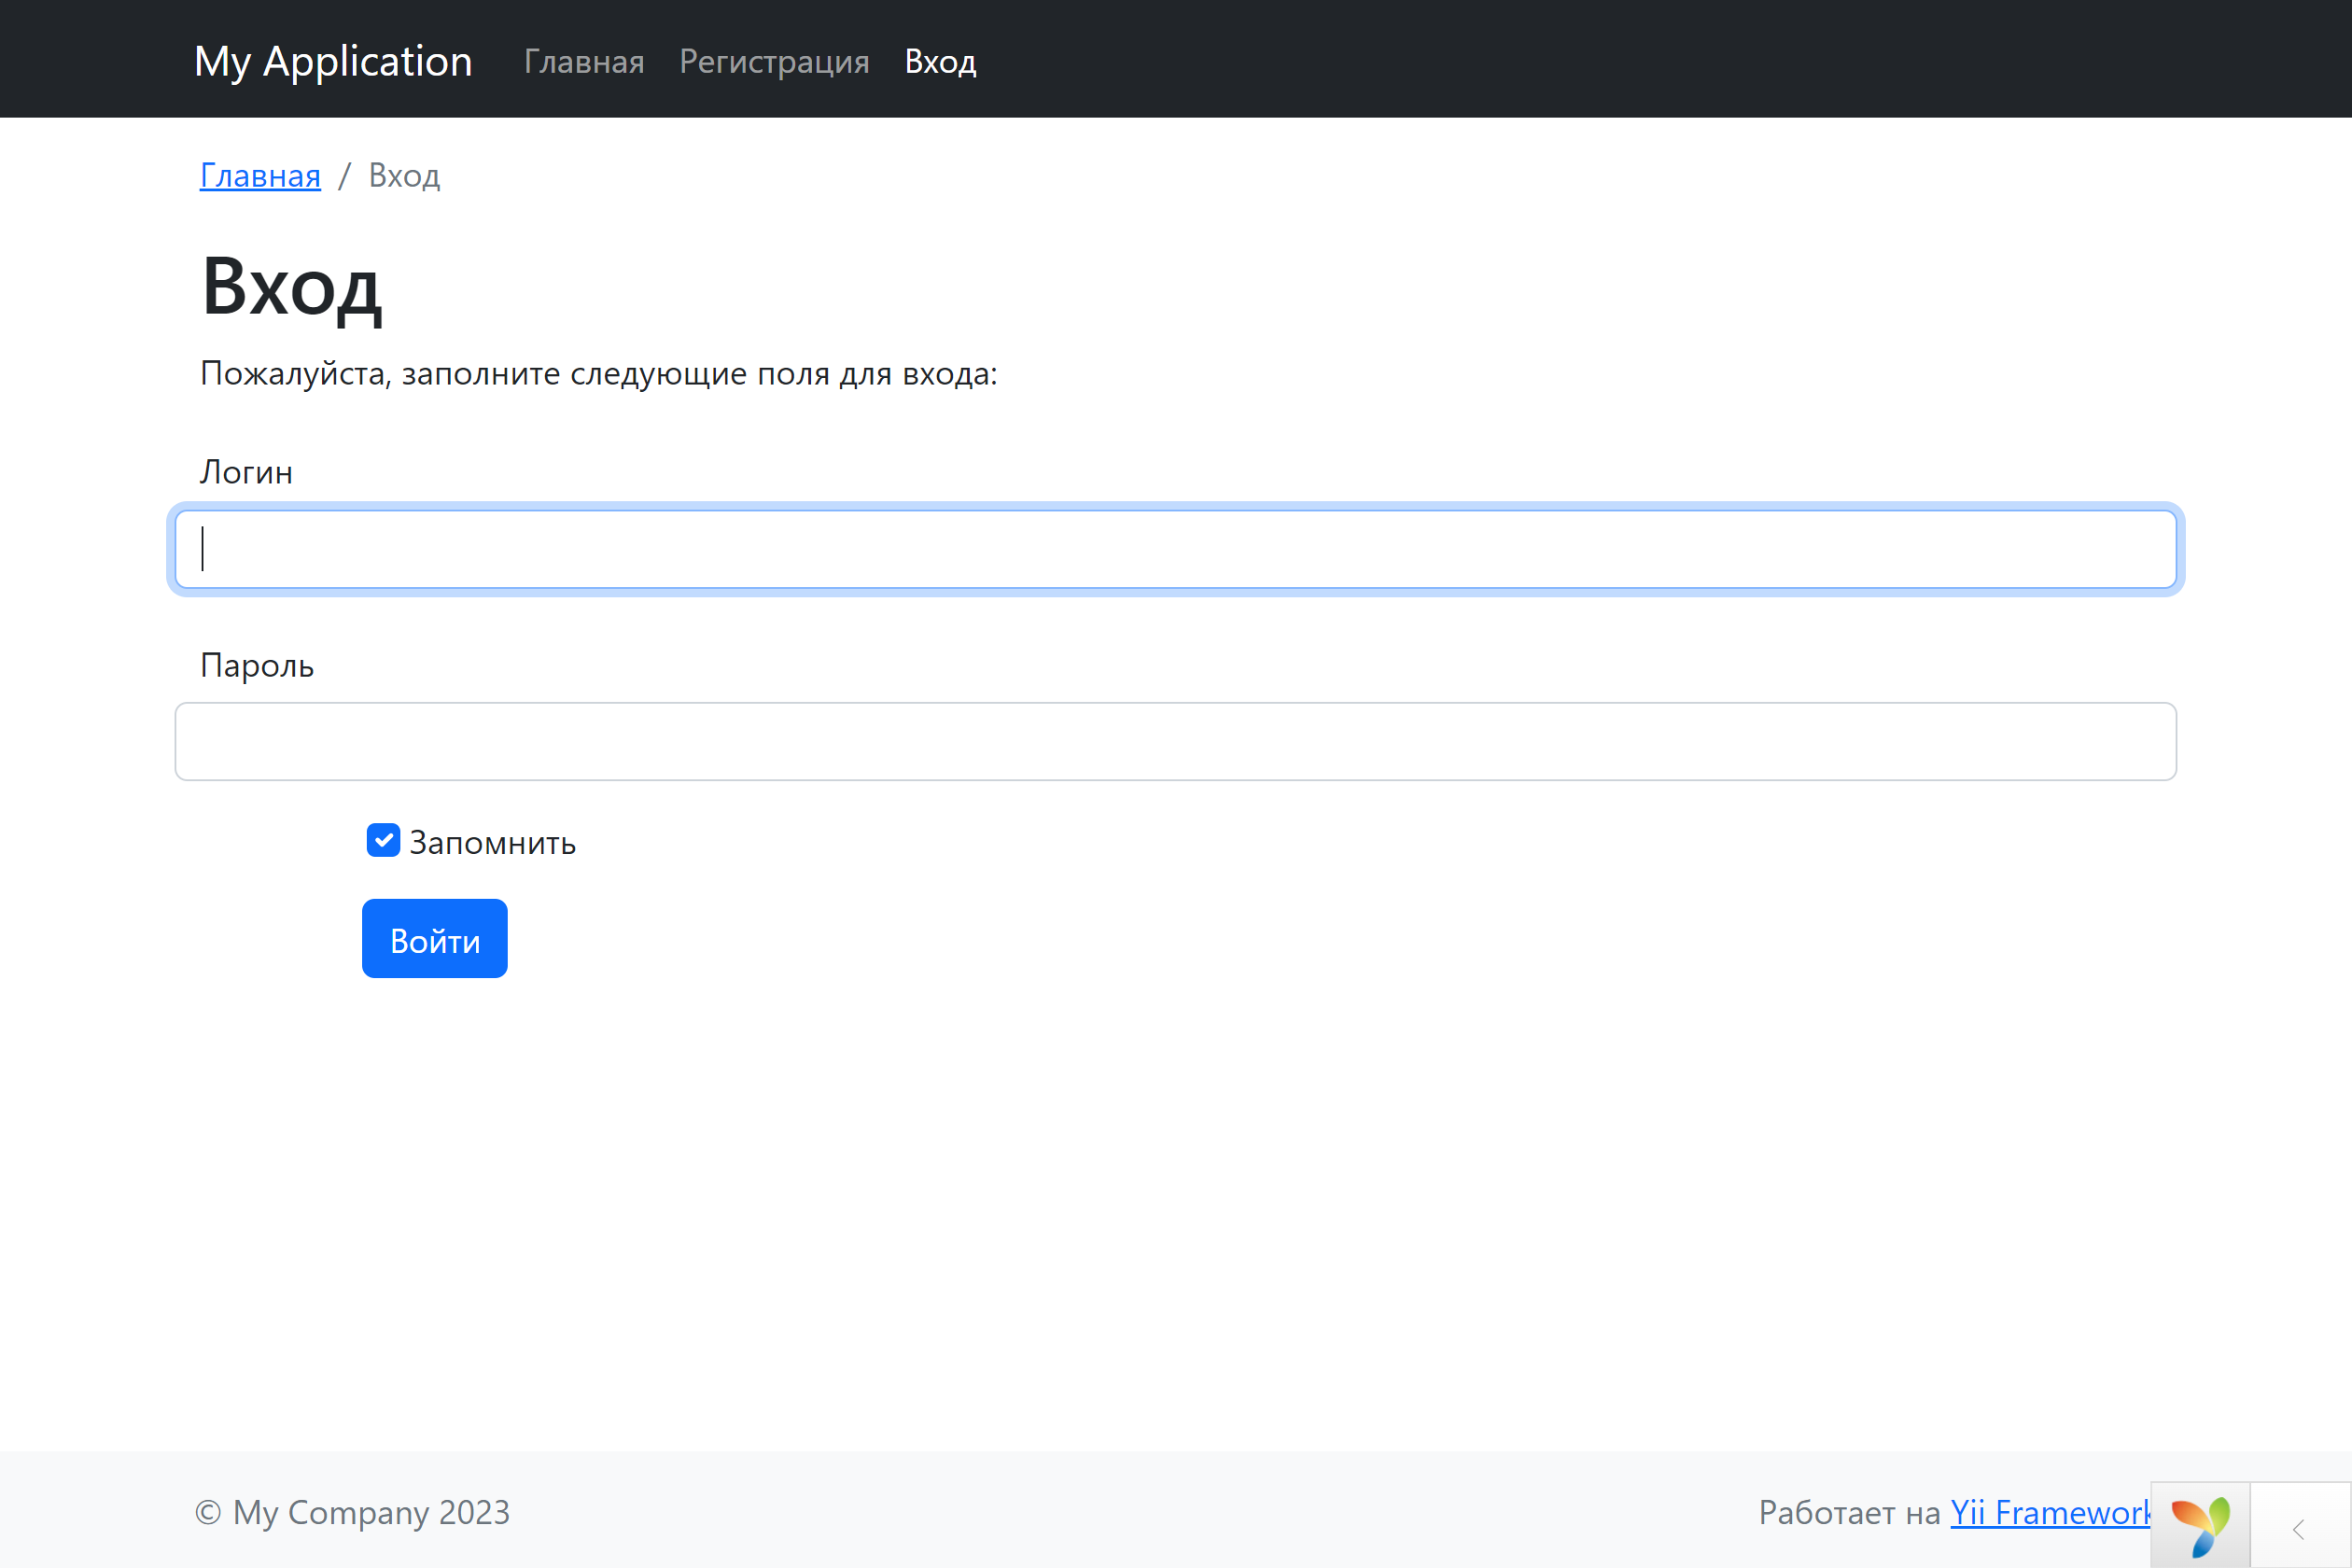 My Application Главная Регистрация Вход
Главная / Вход
Вход
Пожалуйста, заполните следующие поля для входа:
Логин
Пароль
Запомнить
Войти
© My Company 2023
Работает на Yii Framework